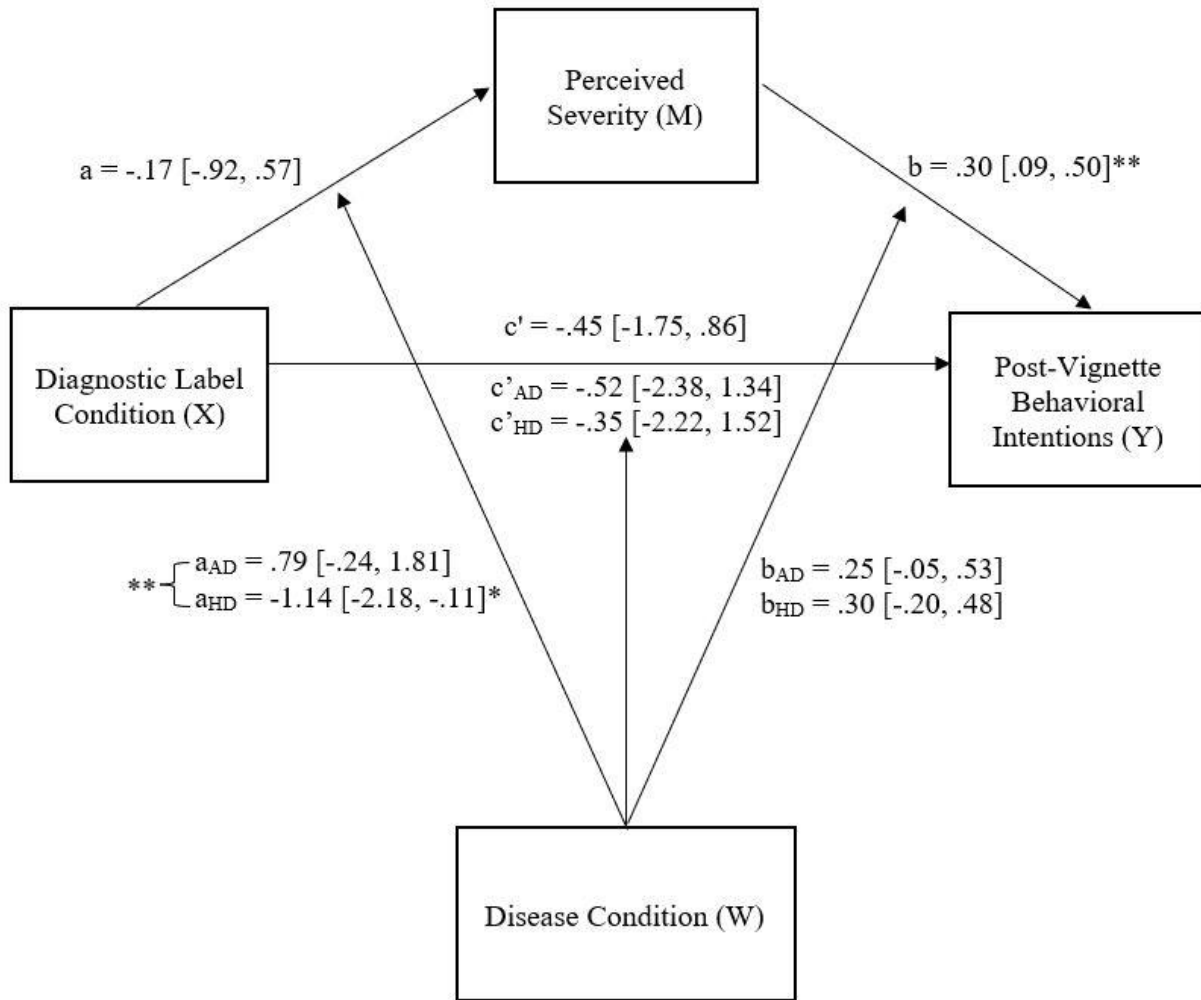 Perceived
Severity (M)
a = -.17 [-.92, .57]
b = .30 [.09, .50]**
Diagnostic Label
Condition (X)
c' = -.45 [-1.75, .86]
c’AD = -.52 [-2.38, 1.34]
c’HD = -.35 [-2.22, 1.52]
Post-Vignette
Behavioral
Intentions (Y)
**
aAD = .79 [-.24, 1.81]
aHD = -1.14 [-2.18, -.11]*
bAD = .25 [-.05, .53]
bHD = .30 [-.20, .48]
Disease Condition (W)